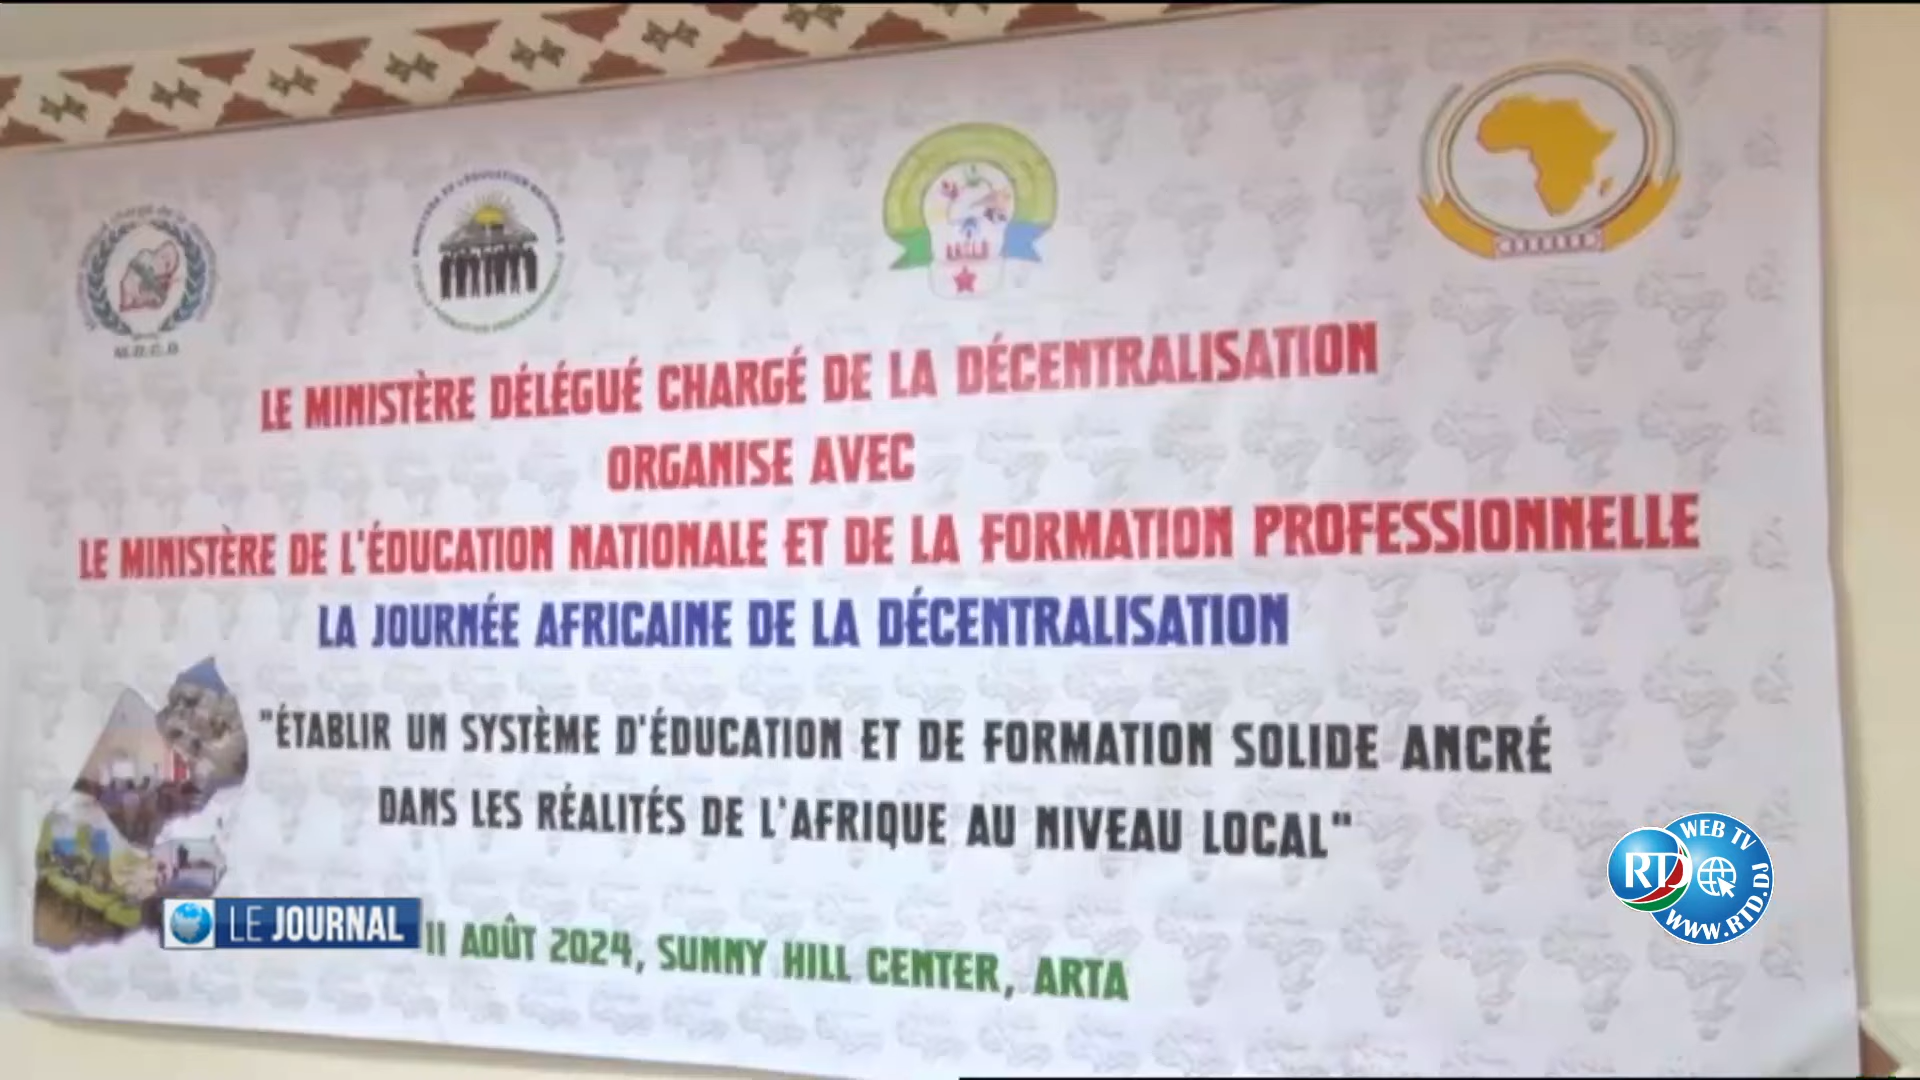 M.D.C.D
LE MINISTÈRE DÉLÉGUÉ CHARGÉ DE LA DÉCENTRALISATION
ORGANISE AVEC
LE MINISTÈRE DE L'ÉDUCATION NATIONALE ET DE LA FORMATION PROFESSIONNELLE
LA JOURNÉE AFRICAINE DE LA DÉCENTRALISATION
"ÉTABLIR UN SYSTÈME D'ÉDUCATION ET DE FORMATION SOLIDE ANCRÉ
DANS LES RÉALITÉS DE L'AFRIQUE AU NIVEAU LOCAL"
11 AOÛT 2024, SUNNY HILL CENTER, ARTA
LE JOURNAL
WEB TV
RTD
WWW.RTD.DJ